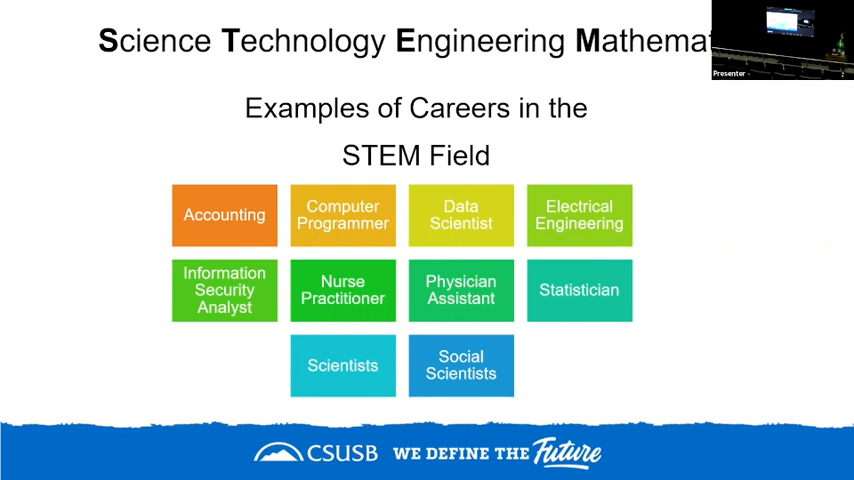 Science Technology Engineering Mathemat
Presenter
Examples of Careers in the
STEM Field
Accounting
Computer
Programmer
Data
Scientist
Electrical
Engineering
Information
Security
Analyst
Nurse
Practitioner
Physician
Assistant
Statistician
Scientists
Social
Scientists
CSUSB WE DEFINE THE Future